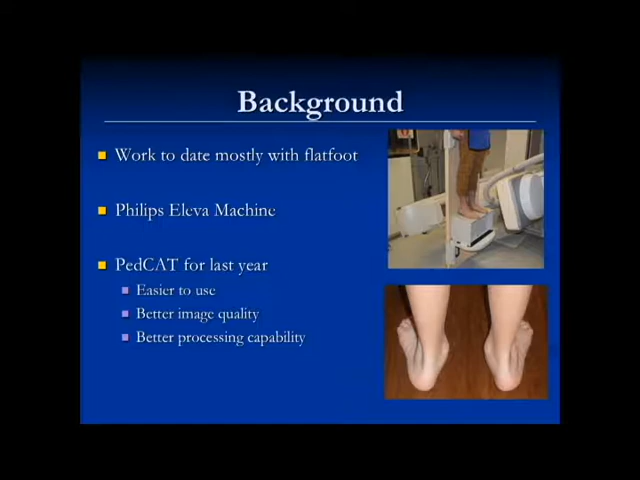 Background
Work to date mostly with flatfoot
Philips Eleva Machine
PedCAT for last year
Easier to use
Better image quality
Better processing capability